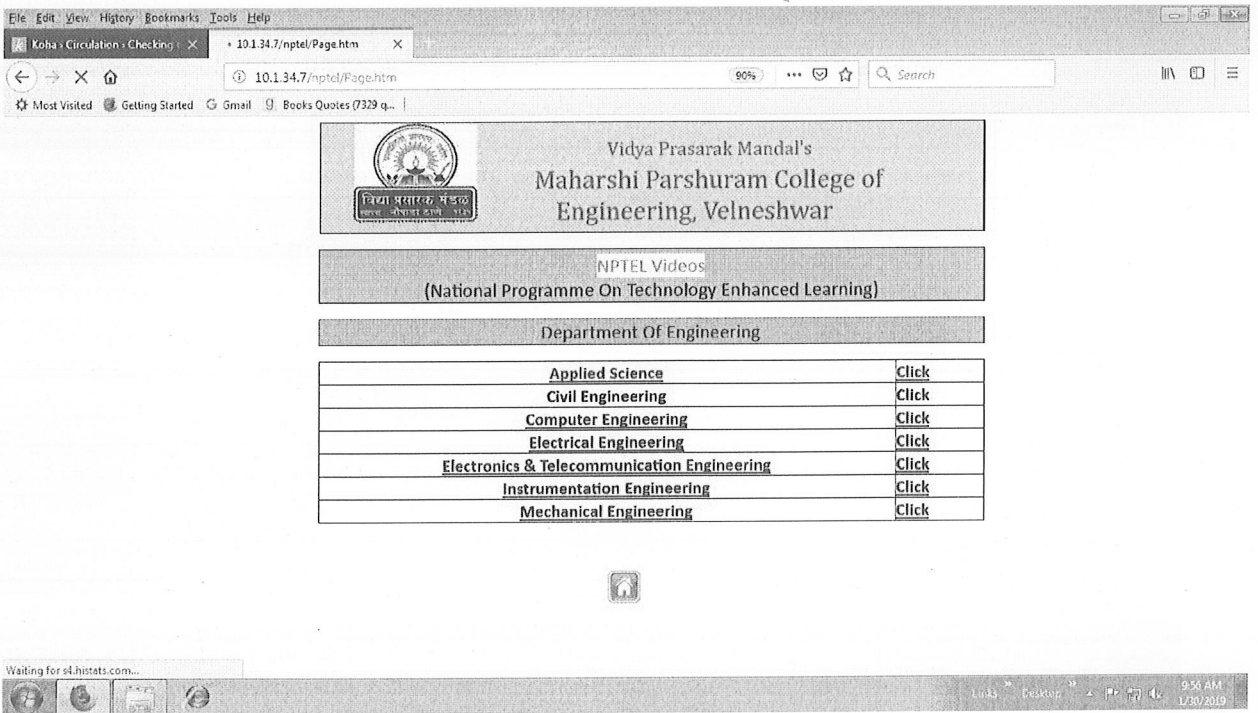 File Edit View History Bookmarks Tools Help
Koha › Circulation › Checking
10.1.34.7/nptel/Page.htm
10.1.34.7/nptel/Page.htm 90% Search
Most Visited Getting Started Gmail Books Quotes (7329 q...
Vidya Prasarak Mandal's
Maharshi Parshuram College of
Engineering, Velneshwar
विद्या प्रसारक मंडळ
NPTEL Videos
(National Programme On Technology Enhanced Learning)
Department Of Engineering
Applied Science Click
Civil Engineering Click
Computer Engineering Click
Electrical Engineering Click
Electronics & Telecommunication Engineering Click
Instrumentation Engineering Click
Mechanical Engineering Click
Waiting for s4.histats.com...
Links Desktop 9:56 AM
1/30/2019